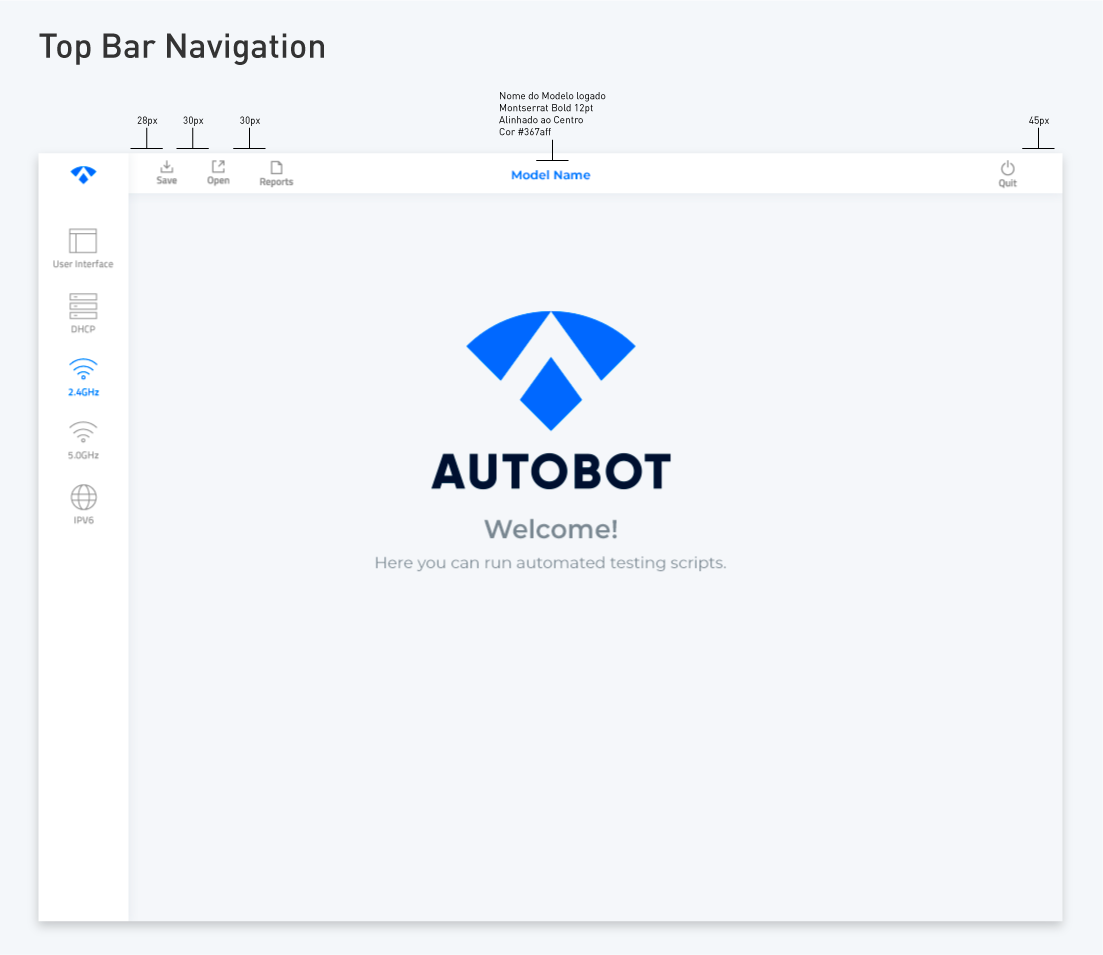 Top Bar Navigation
Nome do Modelo logado
Montserrat Bold 12pt
Alinhado ao Centro
Cor #367aff
28px
30px
30px
45px
Save
Open
Reports
Model Name
Quit
User Interface
DHCP
2.4GHz
5.0GHz
IPV6
AUTOBOT
Welcome!
Here you can run automated testing scripts.